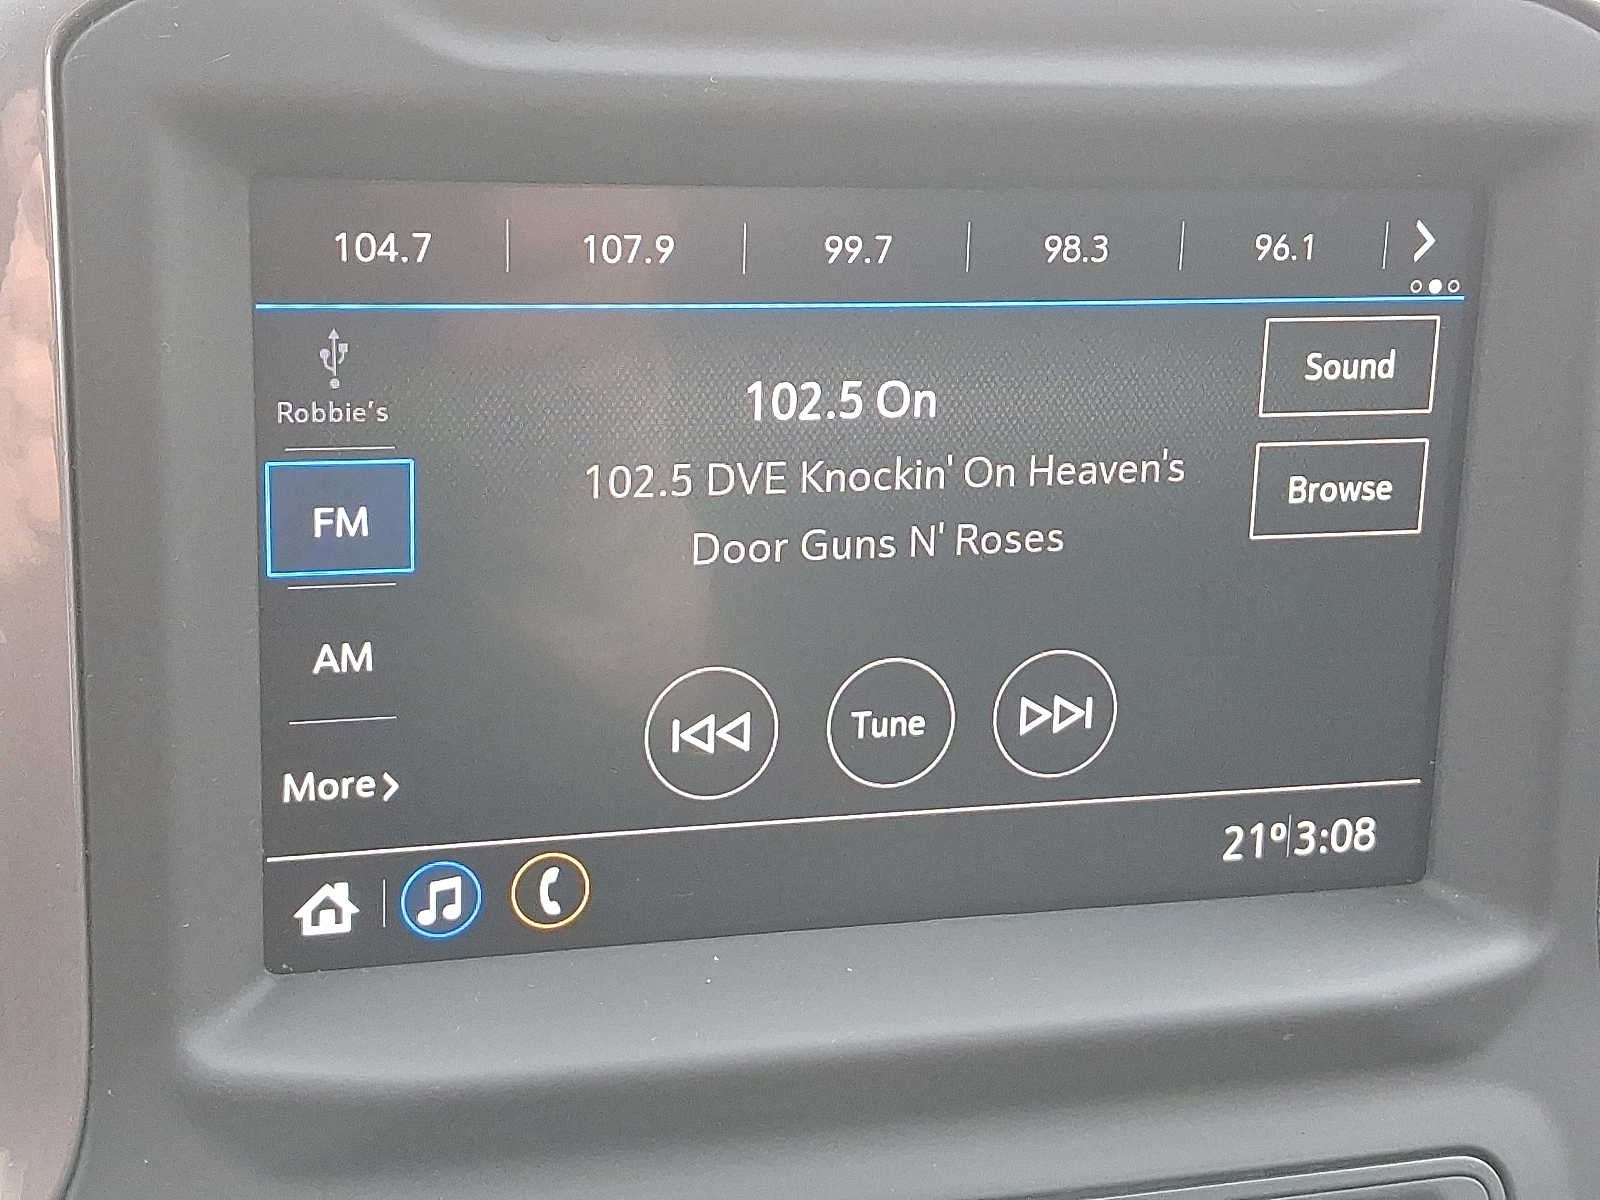 104.7 107.9 99.7 98.3 96.1
Robbie's
FM
AM
More
102.5 On
102.5 DVE Knockin' On Heaven's
Door Guns N' Roses
Sound
Browse
Tune
21° 3:08